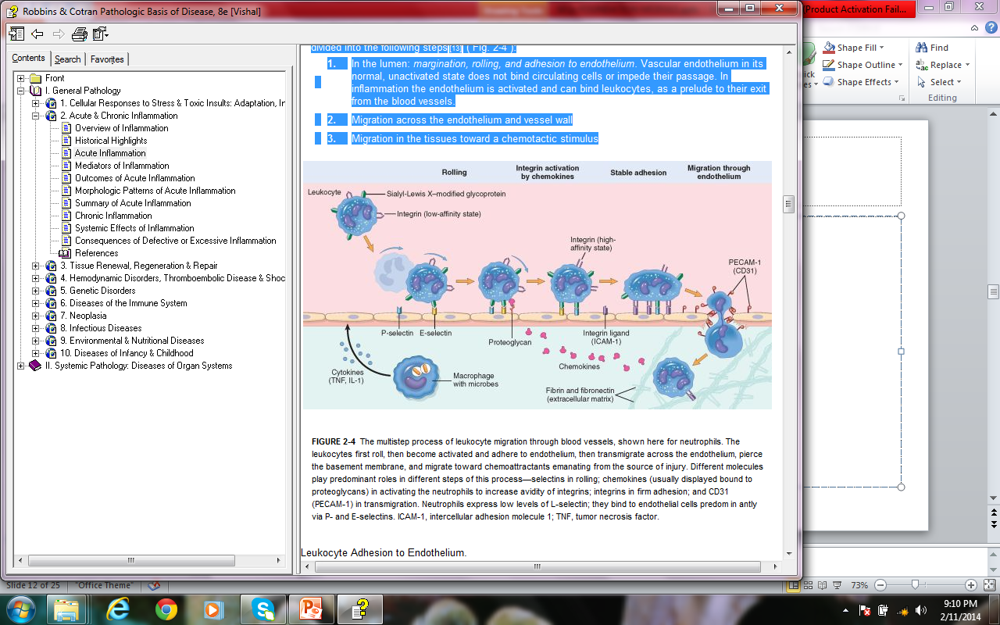 Robbins & Cotran Pathologic Basis of Disease, 8e [Vishal]
Product Activation Fail...
Contents
Search
Favorites
Front
I. General Pathology
1. Cellular Responses to Stress & Toxic Insults: Adaptation, Ir
2. Acute & Chronic Inflammation
Overview of Inflammation
Historical Highlights
Acute Inflammation
Mediators of Inflammation
Outcomes of Acute Inflammation
Morphologic Patterns of Acute Inflammation
Summary of Acute Inflammation
Chronic Inflammation
Systemic Effects of Inflammation
Consequences of Defective or Excessive Inflammation
References
3. Tissue Renewal, Regeneration & Repair
4. Hemodynamic Disorders, Thromboembolic Disease & Shoc
5. Genetic Disorders
6. Diseases of the Immune System
7. Neoplasia
8. Infectious Diseases
9. Environmental & Nutritional Diseases
10. Diseases of Infancy & Childhood
II. Systemic Pathology: Diseases of Organ Systems
divided into the following steps[13] ( Fig. 2-4 ):
1. In the lumen: margination, rolling, and adhesion to endothelium. Vascular endothelium in its
normal, unactivated state does not bind circulating cells or impede their passage. In
inflammation the endothelium is activated and can bind leukocytes, as a prelude to their exit
from the blood vessels.
2. Migration across the endothelium and vessel wall
3. Migration in the tissues toward a chemotactic stimulus
Rolling
Integrin activation
by chemokines
Stable adhesion
Migration through
endothelium
Leukocyte
Sialyl-Lewis X–modified glycoprotein
Integrin (low-affinity state)
Integrin (high-
affinity state)
PECAM-1
(CD31)
P-selectin
E-selectin
Proteoglycan
Integrin ligand
(ICAM-1)
Cytokines
(TNF, IL-1)
Macrophage
with microbes
Chemokines
Fibrin and fibronectin
(extracellular matrix)
FIGURE 2-4 The multistep process of leukocyte migration through blood vessels, shown here for neutrophils. The
leukocytes first roll, then become activated and adhere to endothelium, then transmigrate across the endothelium, pierce
the basement membrane, and migrate toward chemoattractants emanating from the source of injury. Different molecules
play predominant roles in different steps of this process—selectins in rolling; chemokines (usually displayed bound to
proteoglycans) in activating the neutrophils to increase avidity of integrins; integrins in firm adhesion; and CD31
(PECAM-1) in transmigration. Neutrophils express low levels of L-selectin; they bind to endothelial cells predom in antly
via P- and E-selectins. ICAM-1, intercellular adhesion molecule 1; TNF, tumor necrosis factor.
Leukocyte Adhesion to Endothelium.
Shape Fill
Shape Outline
Shape Effects
Find
Replace
Select
Editing
Slide 12 of 25
"Office Theme"
73%
9:10 PM
2/11/2014